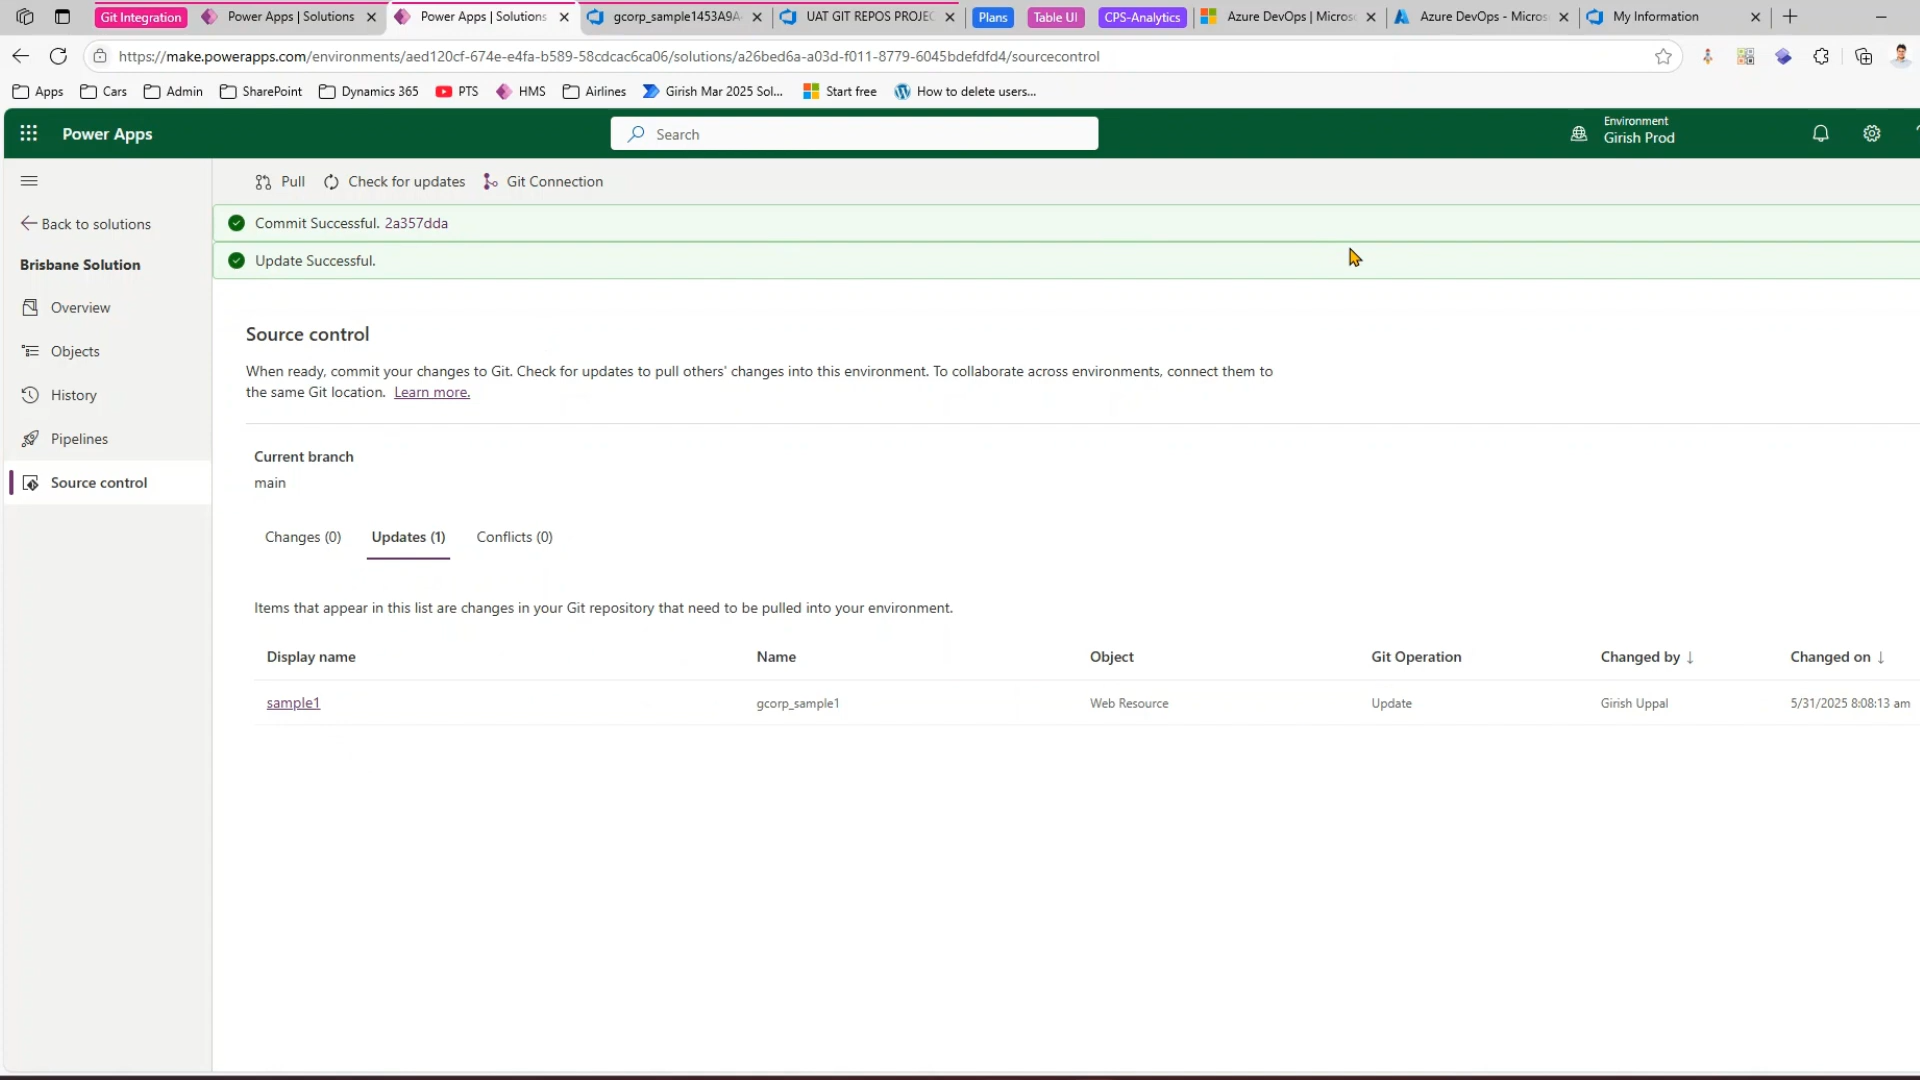 Git Integration
Power Apps | Solutions
Power Apps | Solutions
gcorp_sample1453A9A
UAT GIT REPOS PROJEC
Plans
Table UI
CPS-Analytics
Azure DevOps | Micros
Azure DevOps - Micros
My Information
https://make.powerapps.com/environments/aed120cf-674e-e4fa-b589-58cdcac6ca06/solutions/a26bed6a-a03d-f011-8779-6045bdefdfd4/sourcecontrol
Apps
Cars
Admin
SharePoint
Dynamics 365
PTS
HMS
Airlines
Girish Mar 2025 Sol...
Start free
How to delete users...
Power Apps
Search
Environment
Girish Prod
Pull
Check for updates
Git Connection
Back to solutions
Brisbane Solution
Overview
Objects
History
Pipelines
Source control
Commit Successful. 2a357dda
Update Successful.
Source control
When ready, commit your changes to Git. Check for updates to pull others' changes into this environment. To collaborate across environments, connect them to
the same Git location. Learn more.
Current branch
main
Changes (0)
Updates (1)
Conflicts (0)
Items that appear in this list are changes in your Git repository that need to be pulled into your environment.
Display name
Name
Object
Git Operation
Changed by ↓
Changed on ↓
sample1
gcorp_sample1
Web Resource
Update
Girish Uppal
5/31/2025 8:08:13 am